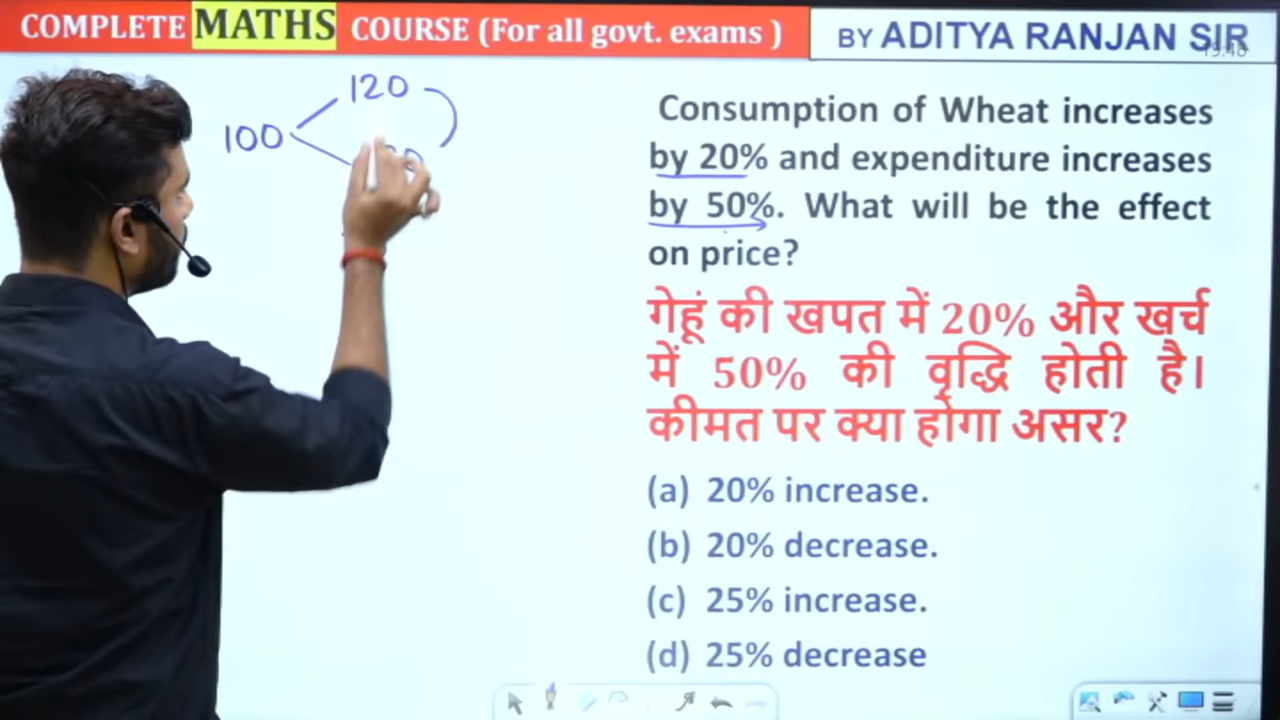 COMPLETE MATHS COURSE (For all govt. exams )
BY ADITYA RANJAN SIR
19:48
120
100
Consumption of Wheat increases
by 20% and expenditure increases
by 50%. What will be the effect
on price?
गेहूं की खपत में 20% और खर्च
में 50% की वृद्धि होती है।
कीमत पर क्या होगा असर?
(a) 20% increase.
(b) 20% decrease.
(c) 25% increase.
(d) 25% decrease